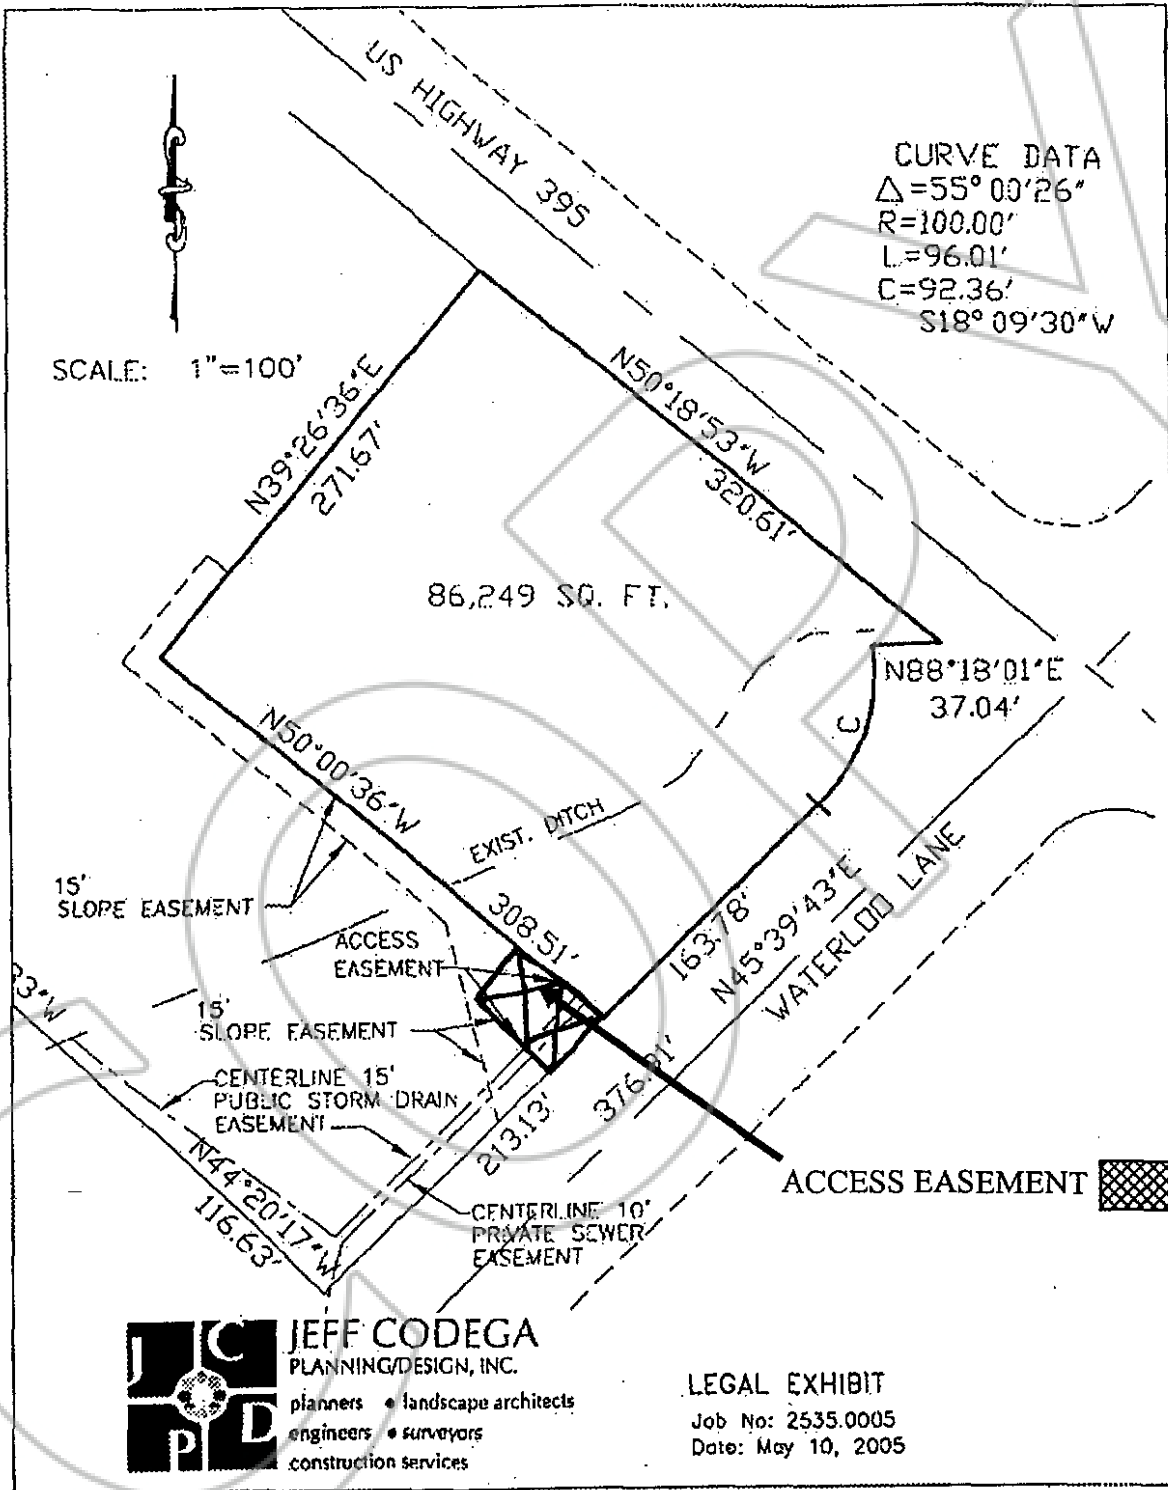 US HIGHWAY 395
CURVE DATA
Δ=55°00'26"
R=100.00'
L=96.01'
C=92.36'
S18°09'30"W
SCALE: 1"=100'
N39°26'36"E
271.67'
N50°18'53"W
320.61'
86,249 SQ. FT.
N88°18'01"E
37.04'
C
N50°00'36"W
308.51'
EXIST. DITCH
15'
SLOPE EASEMENT
ACCESS
EASEMENT
163.78'
N45°39'43"E
WATERLOO LANE
15'
SLOPE EASEMENT
CENTERLINE 15'
PUBLIC STORM DRAIN
EASEMENT
213.13'
N44°20'17"W
116.63'
CENTERLINE 10'
PRIVATE SEWER
EASEMENT
ACCESS EASEMENT
J C P D
JEFF CODEGA
PLANNING/DESIGN, INC.
planners • landscape architects
engineers • surveyors
construction services
LEGAL EXHIBIT
Job No: 2535.0005
Date: May 10, 2005